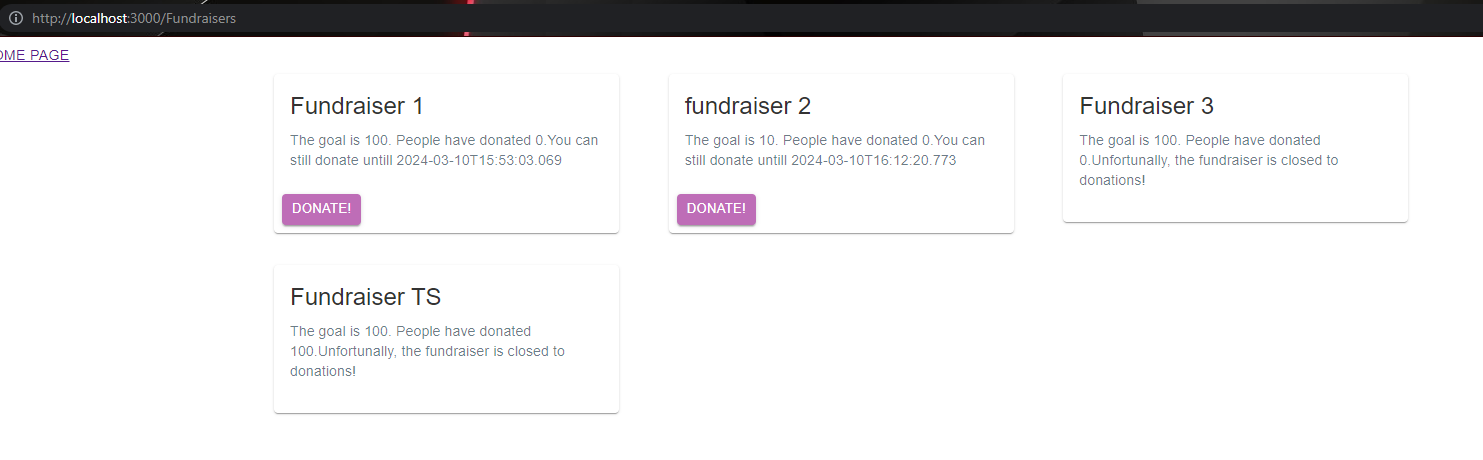 http://localhost:3000/Fundraisers
OME PAGE
Fundraiser 1
The goal is 100. People have donated 0.You can
still donate untill 2024-03-10T15:53:03.069
DONATE!
fundraiser 2
The goal is 10. People have donated 0.You can
still donate untill 2024-03-10T16:12:20.773
DONATE!
Fundraiser 3
The goal is 100. People have donated
0.Unfortunally, the fundraiser is closed to
donations!
Fundraiser TS
The goal is 100. People have donated
100.Unfortunally, the fundraiser is closed to
donations!